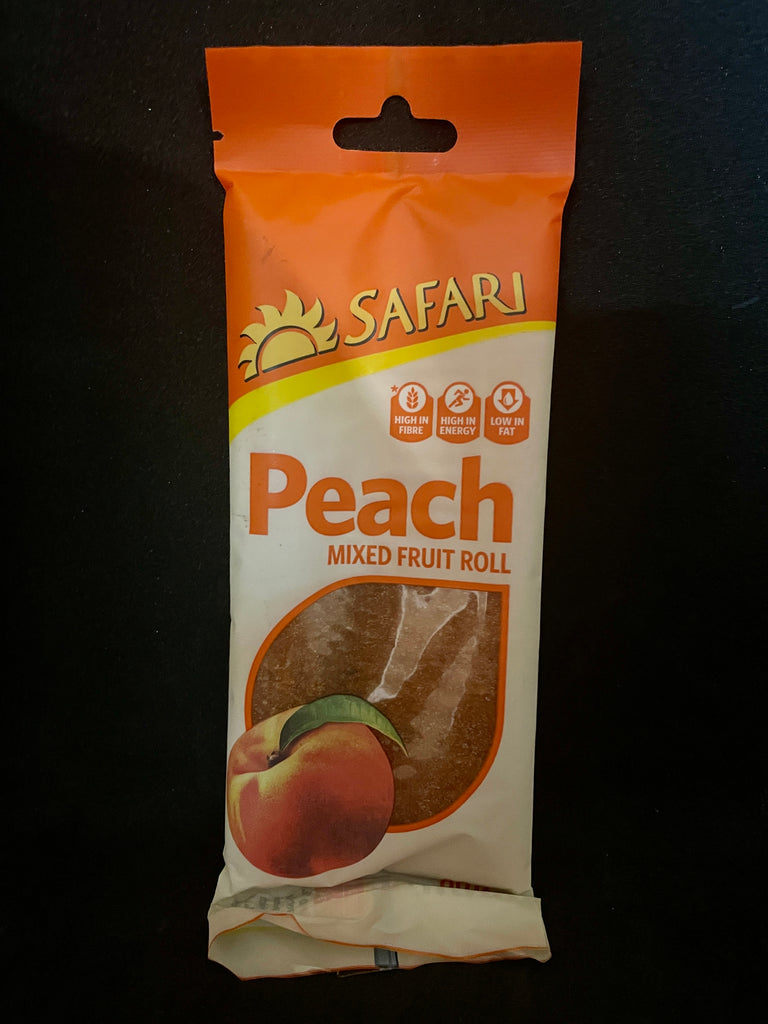 SAFARI
HIGH IN
FIBRE
HIGH IN
ENERGY
LOW IN
FAT
Peach
MIXED FRUIT ROLL